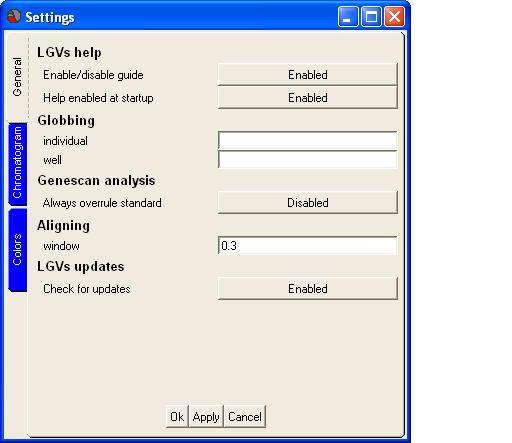 Settings
General
Chromatogram
Colors
LGVs help
Enable/disable guide Enabled
Help enabled at startup Enabled
Globbing
individual
well
Genescan analysis
Always overrule standard Disabled
Aligning
window 0.3
LGVs updates
Check for updates Enabled
Ok Apply Cancel